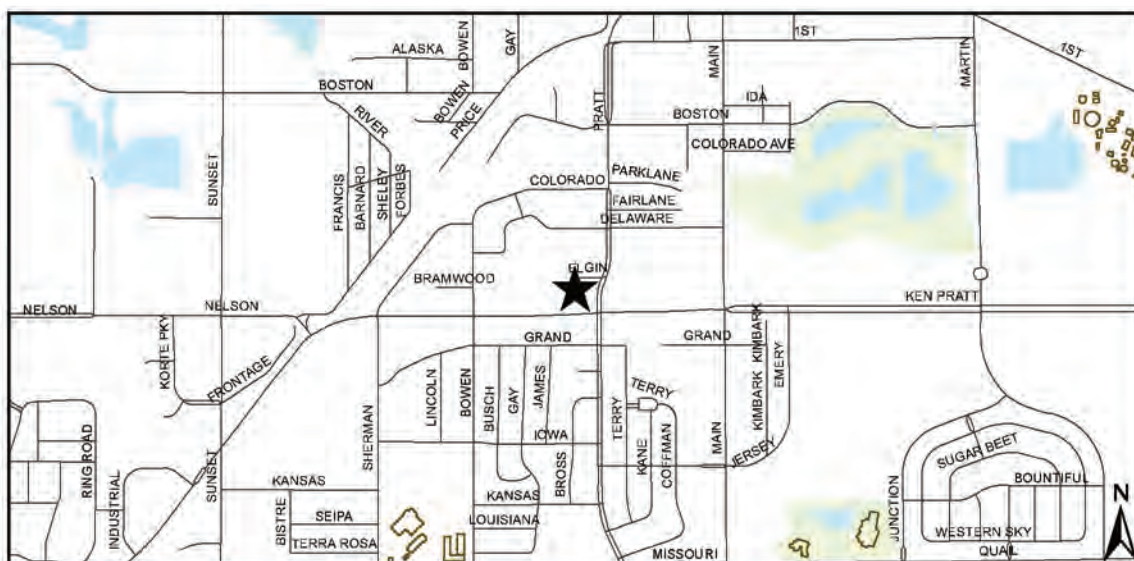 ALASKA
BOWEN
GAY
MAIN
1ST
MARTIN
1ST
BOSTON
BOWEN
PRICE
PRATT
IDA
BOSTON
RIVER
COLORADO AVE
SUNSET
FRANCIS
BARNARD
SHELEY
FORBES
COLORADO
PARKLANE
FAIRLANE
DELAWARE
BRAMWOOD
ELGIN
NELSON
NELSON
KEN PRATT
KORTE PKY
FRONTAGE
GRAND
GRAND
KIMBARK
KIMBARK
EMERY
LINCOLN
BOWEN
BUSCH
GAY
JAMES
TERRY
TERRY
SHERMAN
IOWA
KANE
COFFMAN
MAIN
JERSEY
SUGAR BEET
RING ROAD
INDUSTRIAL
SUNSET
KANSAS
BISTRE
SEIPA
TERRA ROSA
KANSAS
LOUISIANA
BROSS
MISSOURI
JUNCTION
BOUNTIFUL
WESTERN SKY
QUAIL
N